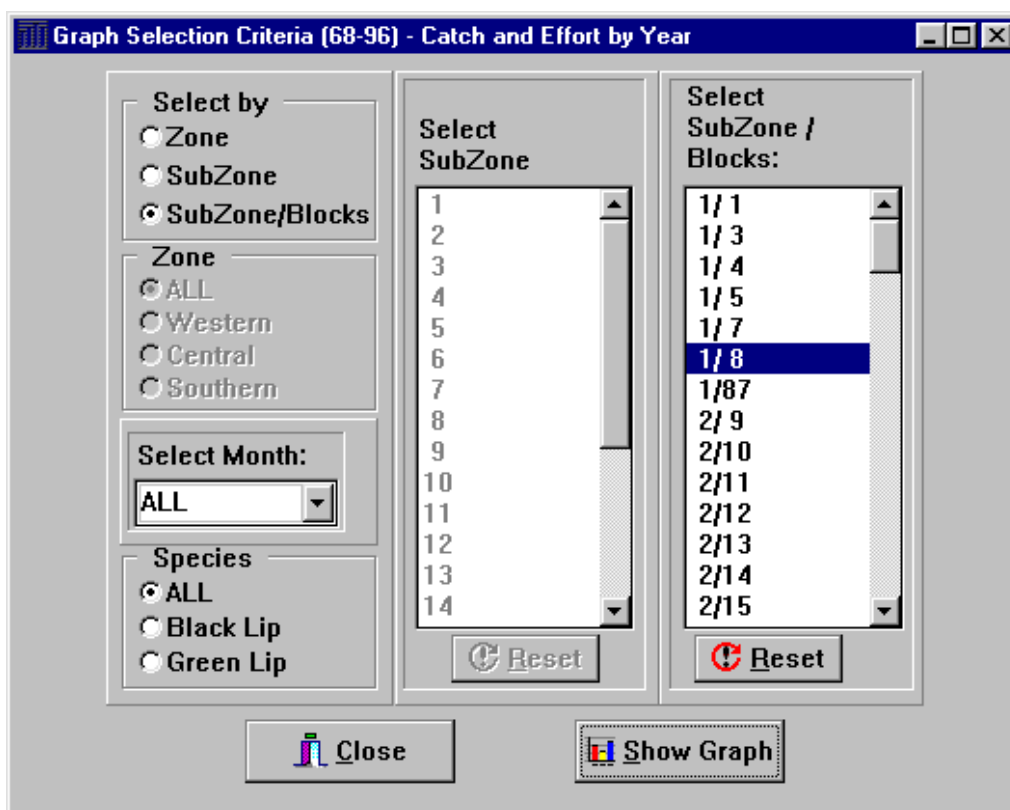 Graph Selection Criteria (68-96) - Catch and Effort by Year
Select by
Zone
SubZone
SubZone/Blocks
Zone
ALL
Western
Central
Southern
Select Month:
ALL
Species
ALL
Black Lip
Green Lip
Select
SubZone
1
2
3
4
5
6
7
8
9
10
11
12
13
14
Reset
Select
SubZone /
Blocks:
1/ 1
1/ 3
1/ 4
1/ 5
1/ 7
1/ 8
1/87
2/ 9
2/10
2/11
2/12
2/13
2/14
2/15
Reset
Close
Show Graph